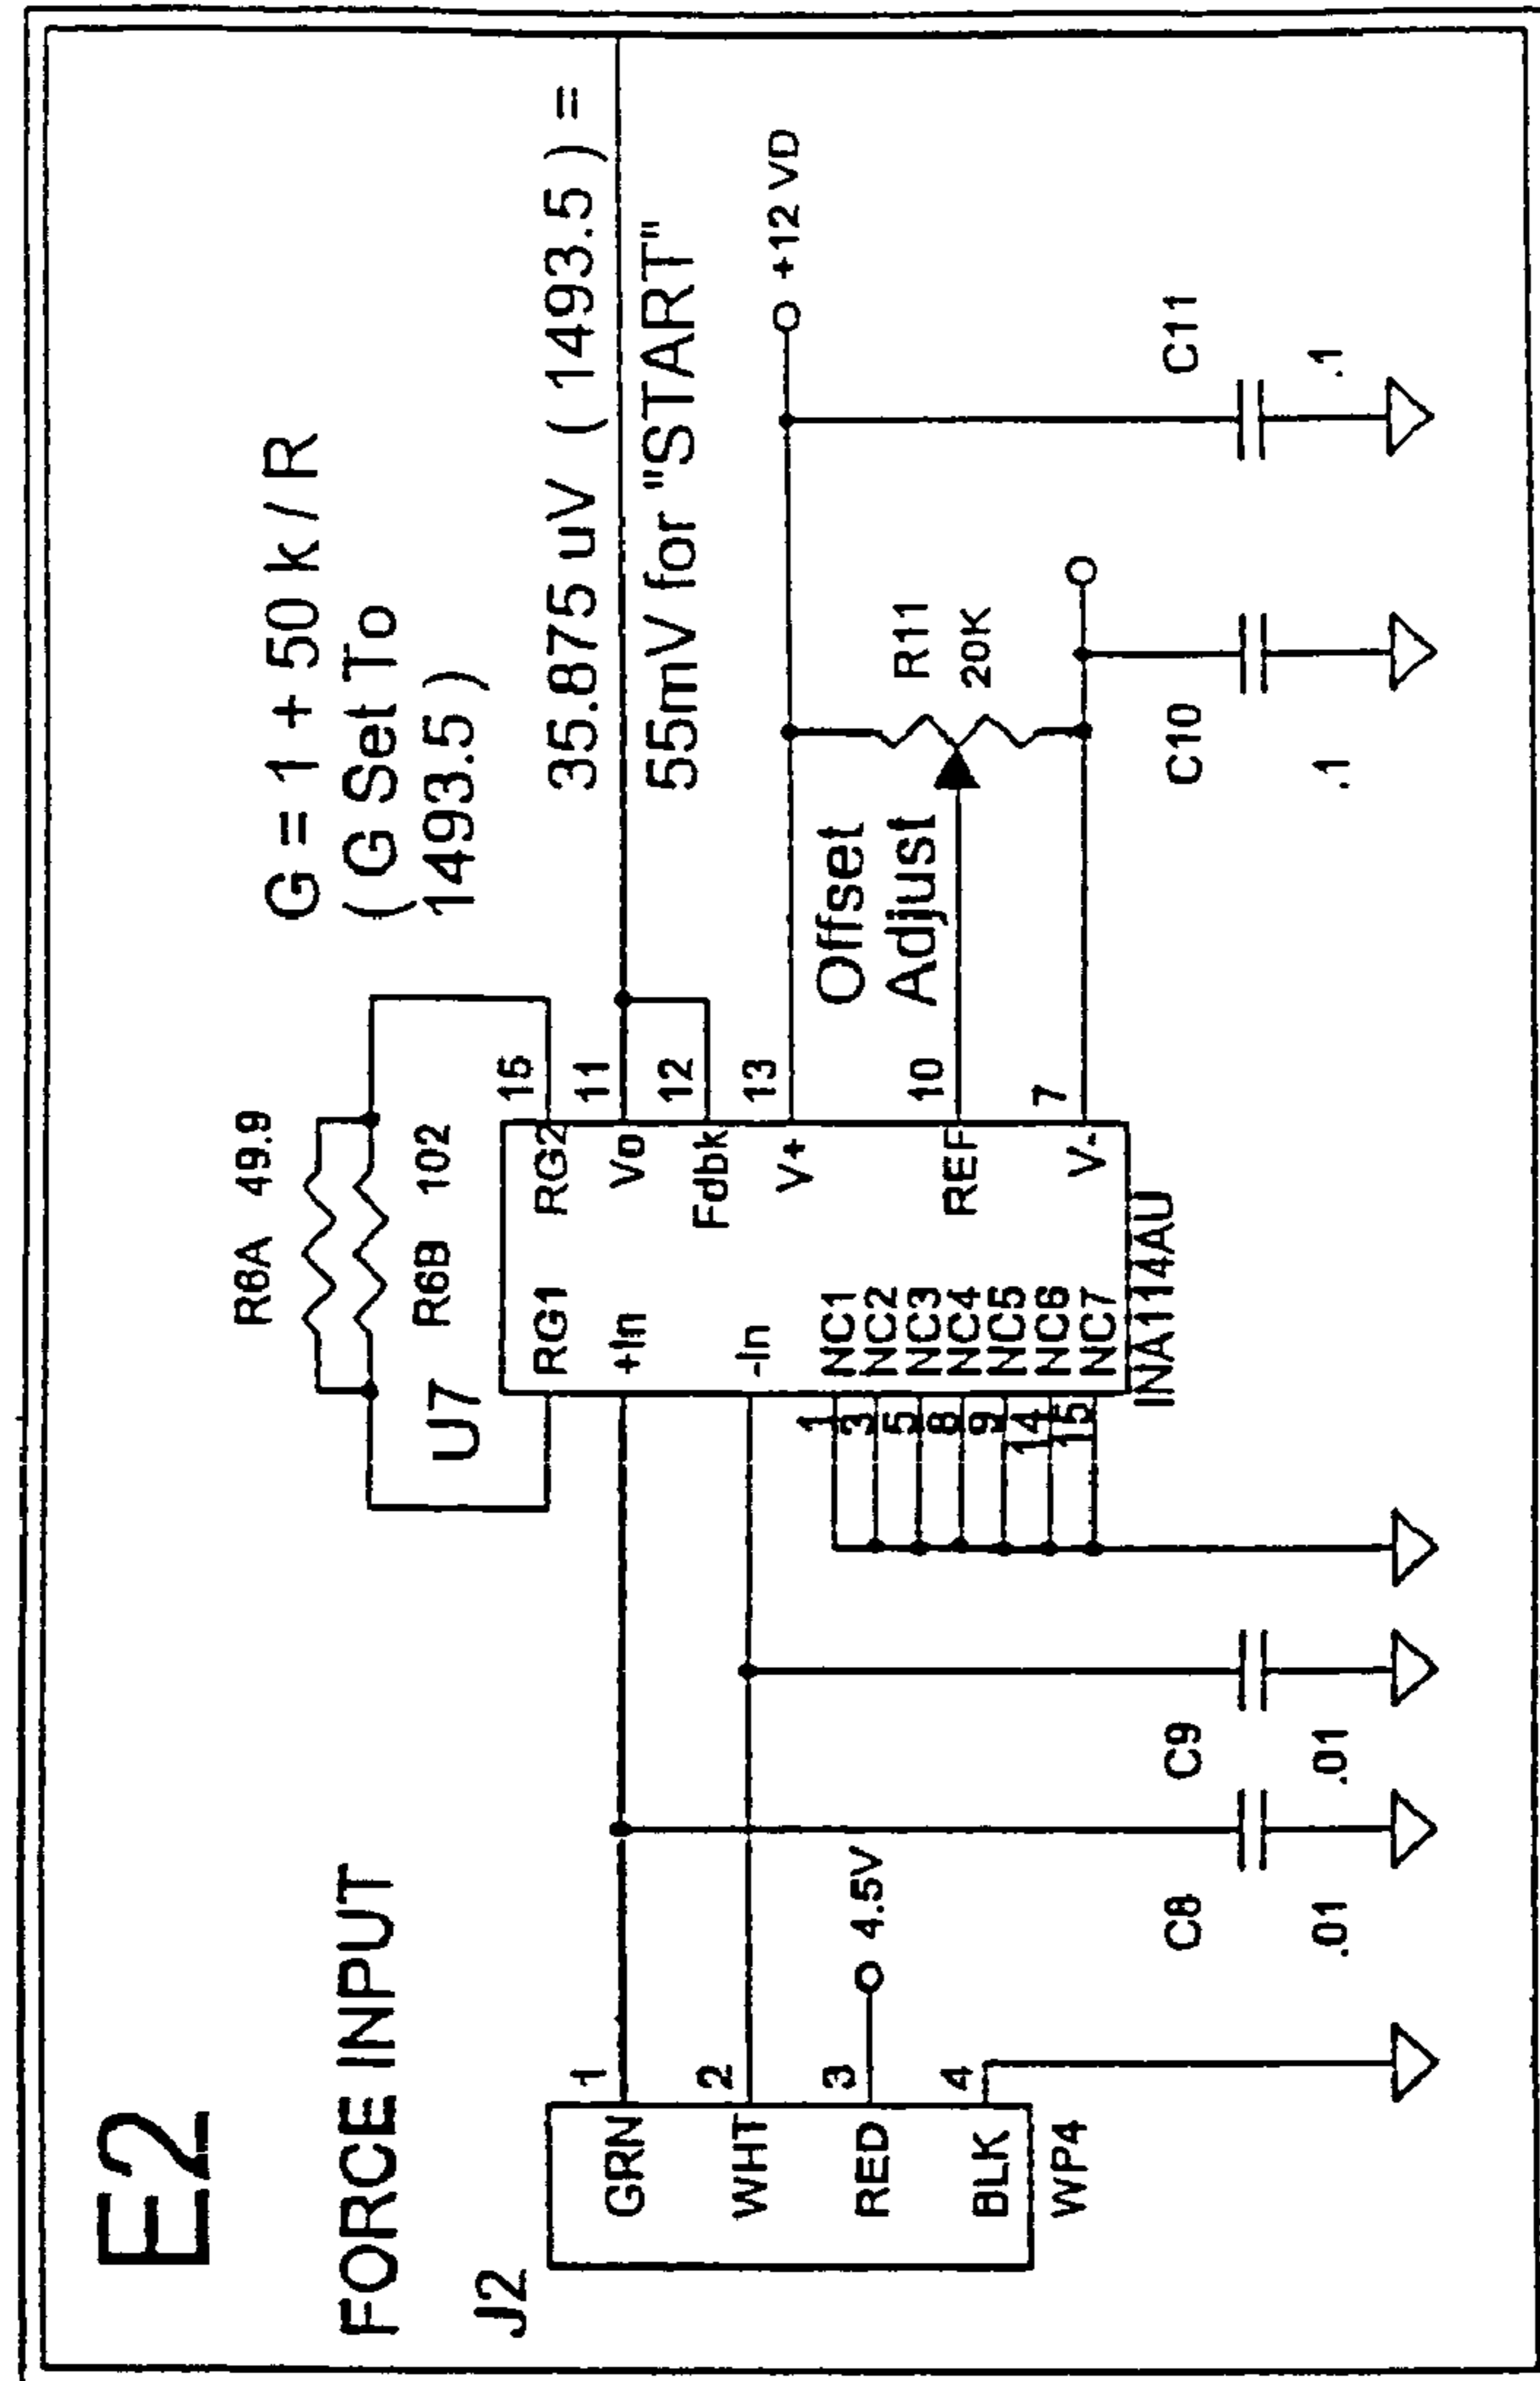 E2
FORCE INPUT
G = 1 + 50 k / R
( G Set To
1493.5 )
35.875 uV ( 1493.5 ) =
55mV for "START"
J2
GRN 1
WHT 2
RED 3
BLK 4
WP4
4.5V
C8
.01
C9
.01
R6A 49.9
R6B 102
U7
RG1
+In
-In
NC1
NC2
NC3
NC4
NC5
NC6
NC7
1
3
5
8
9
14
15
RG2
Vo 11
Fdbk 12
V+ 13
REF 10
V- 7
INA114AU
+12 VD
Offset
Adjust
R11
20K
C10
.1
C11
.1